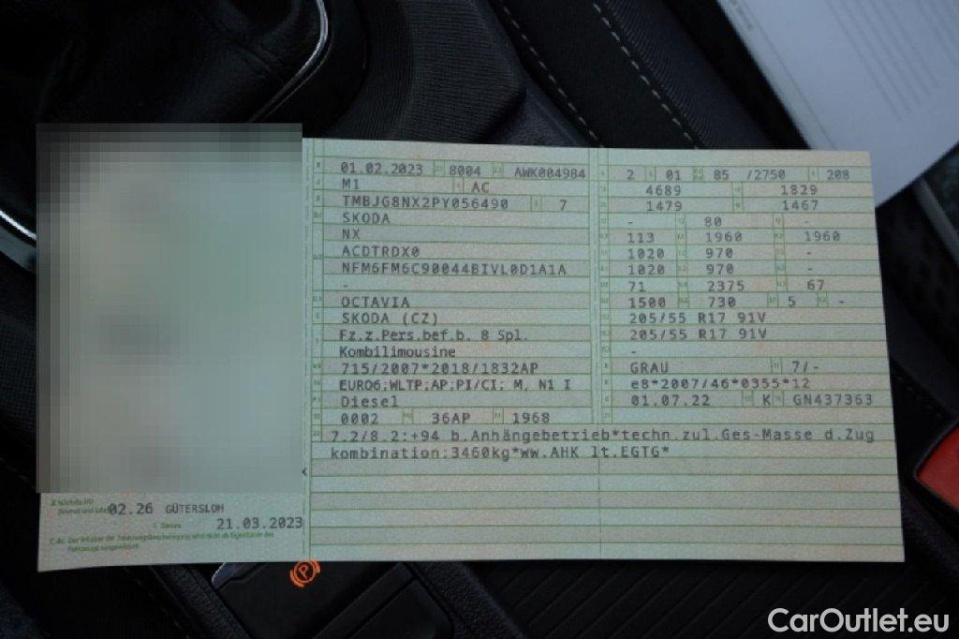 01.02.2023 8004 AWK004984
M1 AC
TMBJG8NX2PY056490 7
SKODA
NX
ACDTRDX0
NFM6FM6C90044BIVL0D1A1A
-
OCTAVIA
SKODA (CZ)
Fz.z.Pers.bef.b. 8 Spl.
Kombilimousine
715/2007*2018/1832AP
EURO6;WLTP;AP;PI/CI; M, N1 I
Diesel
0002 36AP 1968
2 01 85 /2750 208
4689 1829
1479 1467
- 80 -
113 1960 1960
1020 970 -
1020 970 -
71 2375 67
1500 730 5 -
205/55 R17 91V
205/55 R17 91V
-
GRAU 7/-
e8*2007/46*0355*12
01.07.22 K GN437363
7.2/8.2:+94 b.Anhängebetrieb*techn.zul.Ges-Masse d.Zug
kombination:3460kg*ww.AHK lt.EGTG*
02.26 GÜTERSLOH
21.03.2023
P
CarOutlet.eu